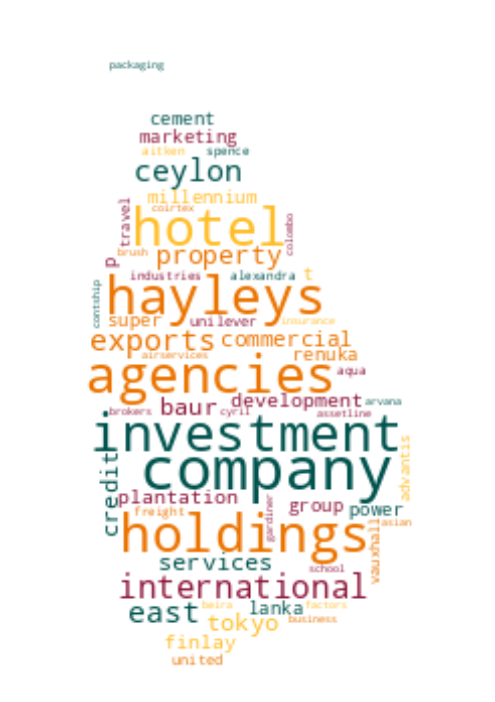 packaging
cement
marketing
aitken spence
ceylon
millennium
travel coirtex
hotel colombo
brush property
p
industries alexandra t
contship hayleys
super unilever insurance
exports commercial
airservices renuka
agencies aqua
baur development arvana
brokers cyril assetline
investment
company advantis
credit
plantation
freight gardiner group power
holdings asian
vauxhall
services
school
international
east beira lanka factors
tokyo business
finlay
united